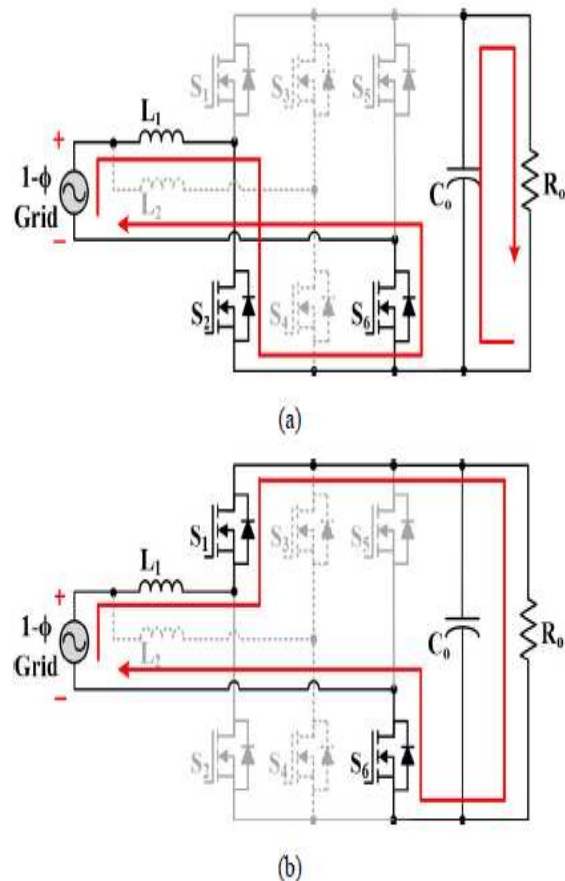 S1 S3 S5
+ L1
1-ϕ
Grid
L2
Co Ro
−
S2 S4 S6
(a)
S1 S3 S5
+ L1
1-ϕ
Grid
L2
Co Ro
−
S2 S4 S6
(b)